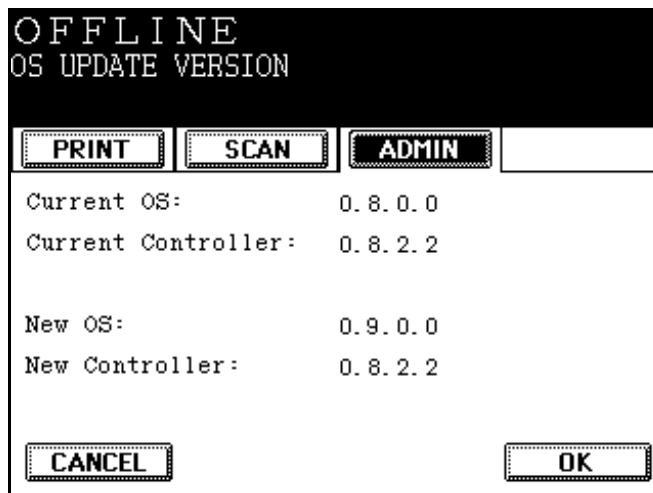 OFFLINE
OS UPDATE VERSION
PRINT SCAN ADMIN
Current OS: 0.8.0.0
Current Controller: 0.8.2.2
New OS: 0.9.0.0
New Controller: 0.8.2.2
CANCEL OK